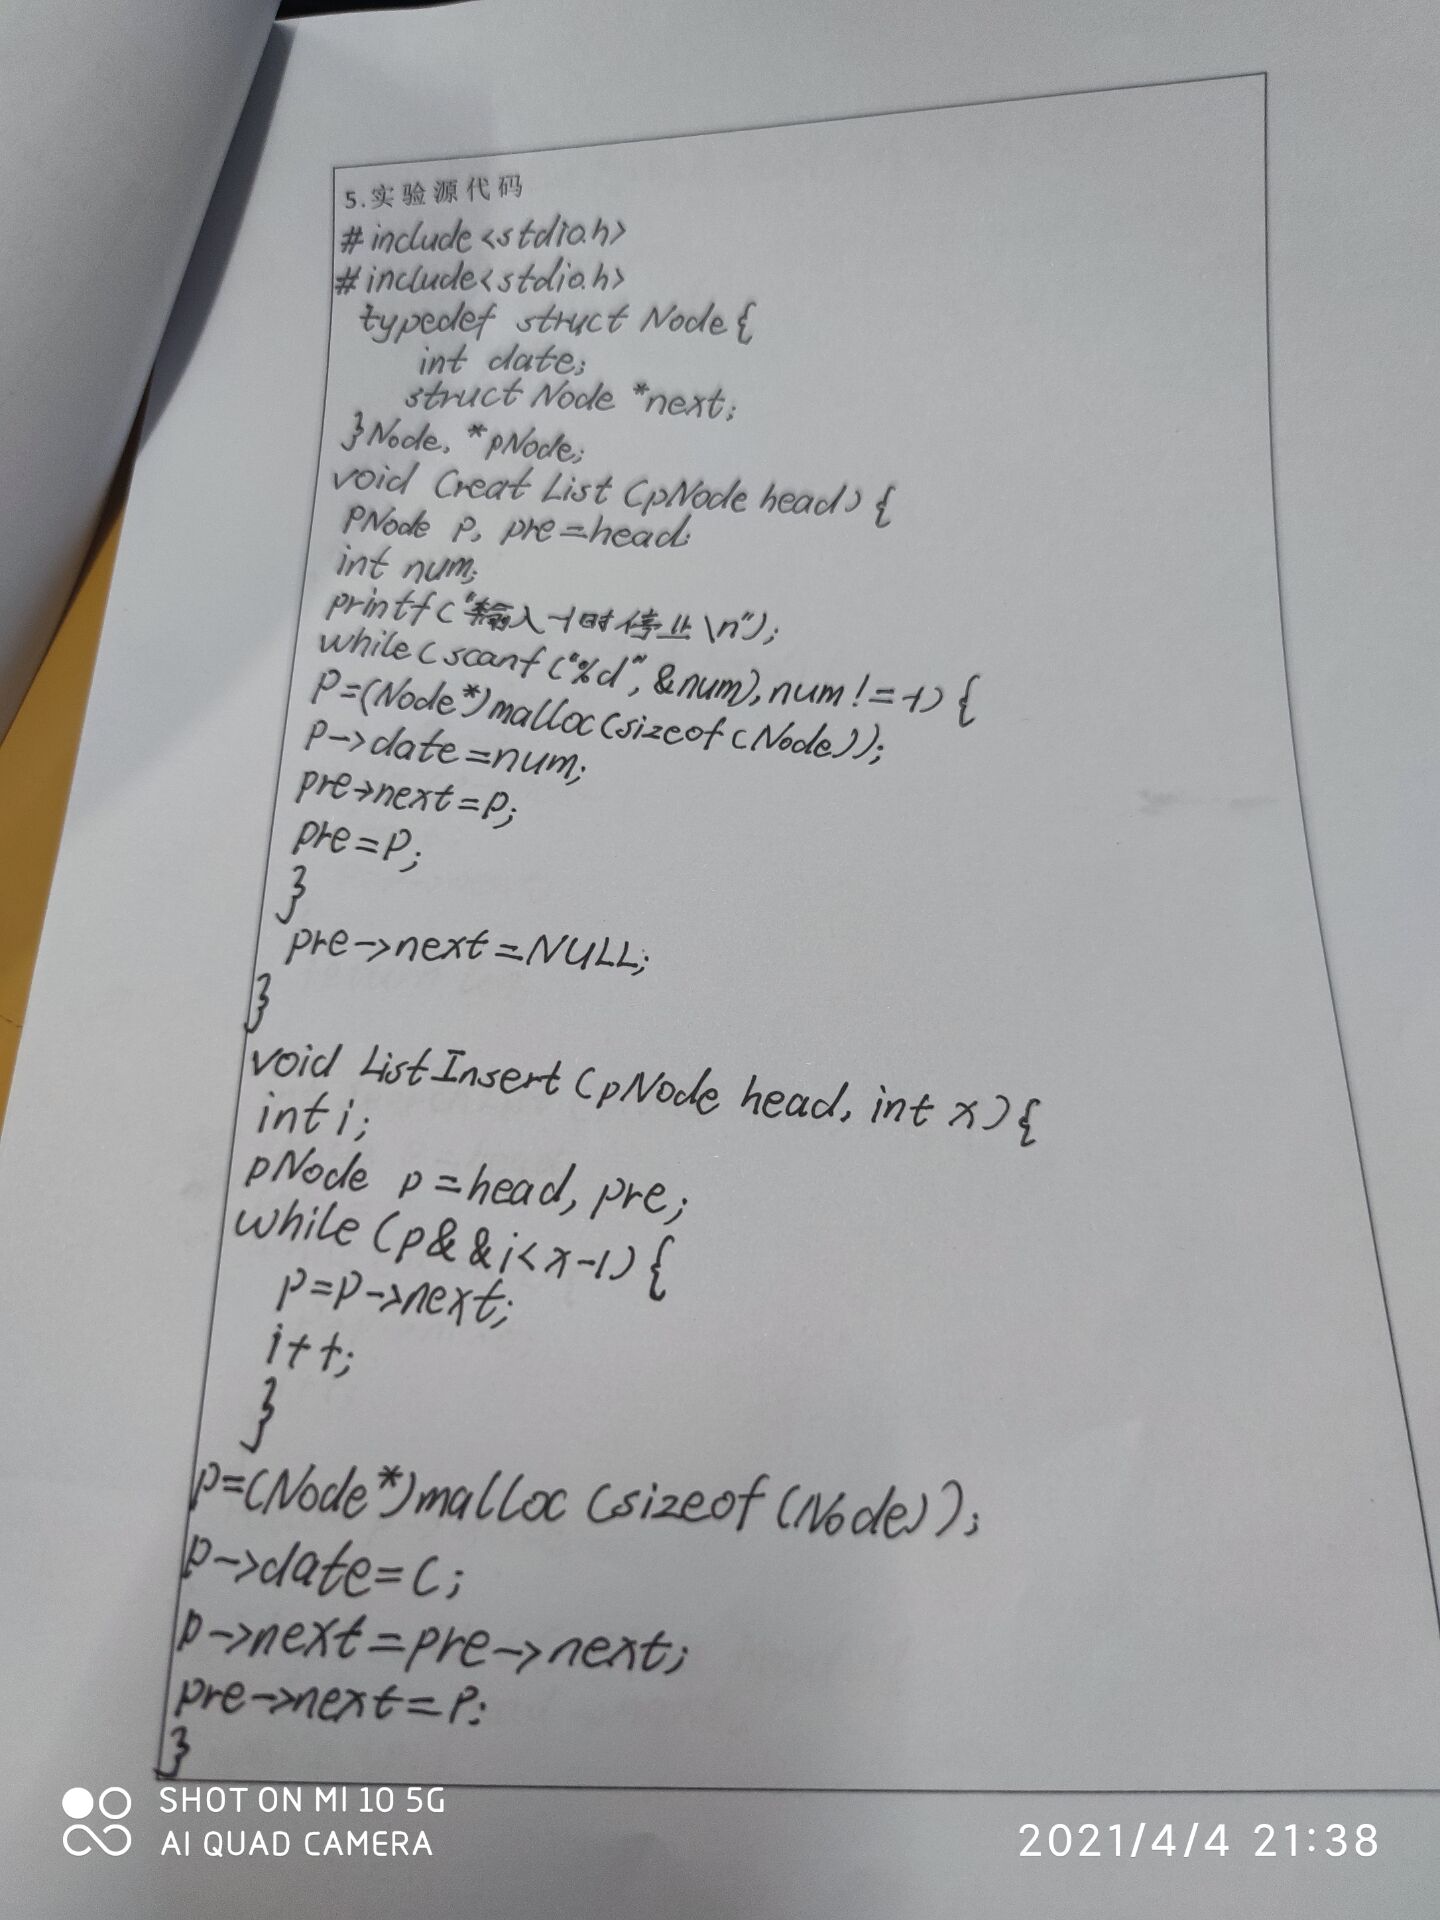 5.实验源代码
#include<stdio.h>
#include<stdio.h>
typedef struct Node{
int date;
struct Node *next;
}Node, *pNode;
void Creat List (pNode head) {
pNode p, pre=head;
int num;
printf("输入-1时停止\n");
while(scanf("%d",&num),num!=-1) {
p=(Node*)malloc(sizeof(Node));
p->date=num;
pre->next=p;
pre=p;
}
pre->next=NULL;
}
void ListInsert (pNode head, int x) {
int i;
pNode p=head, pre;
while (p&&i<x-1) {
p=p->next;
i++;
}
p=(Node*)malloc (sizeof (Node));
p->date=C;
p->next=pre->next;
pre->next=p;
}
SHOT ON MI 10 5G
AI QUAD CAMERA
2021/4/4 21:38